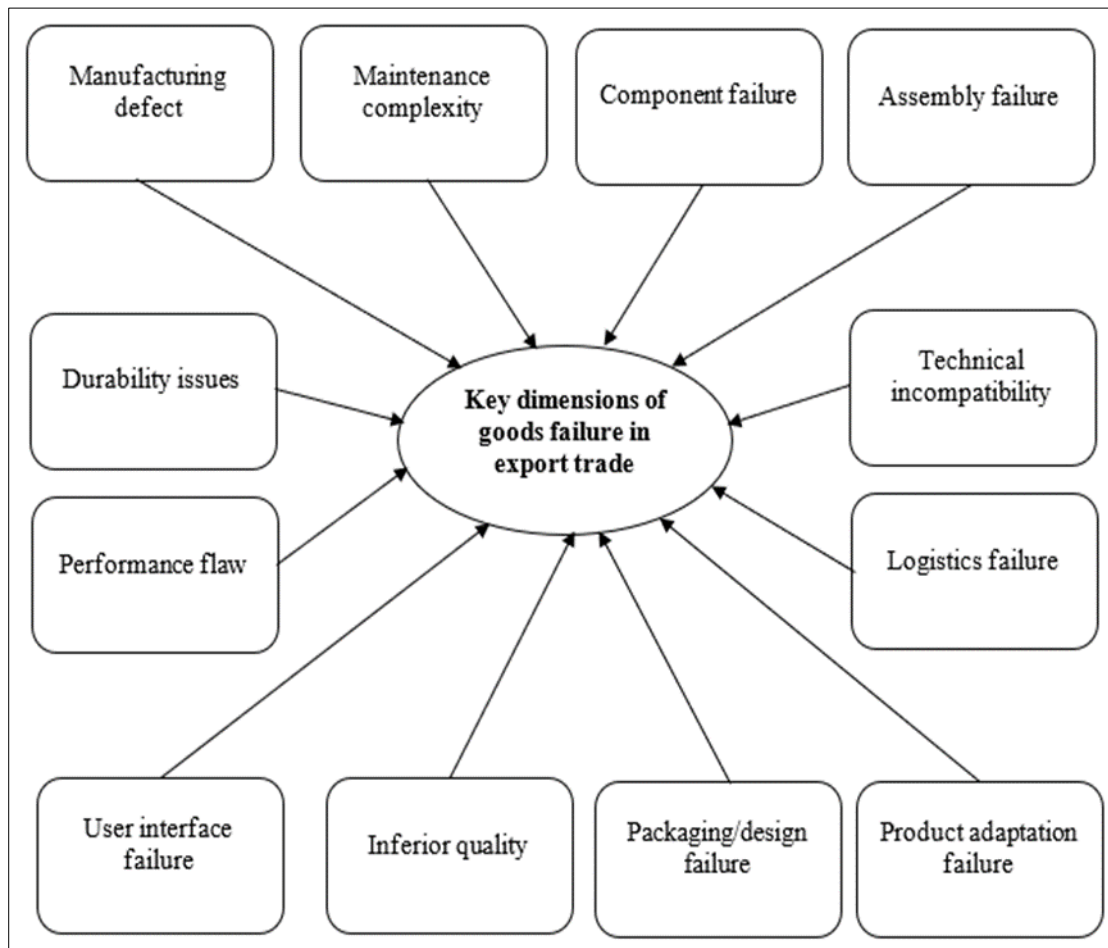 Manufacturing
defect
Maintenance
complexity
Component failure
Assembly failure
Durability issues
Key dimensions of
goods failure in
export trade
Technical
incompatibility
Performance flaw
Logistics failure
User interface
failure
Inferior quality
Packaging/design
failure
Product adaptation
failure